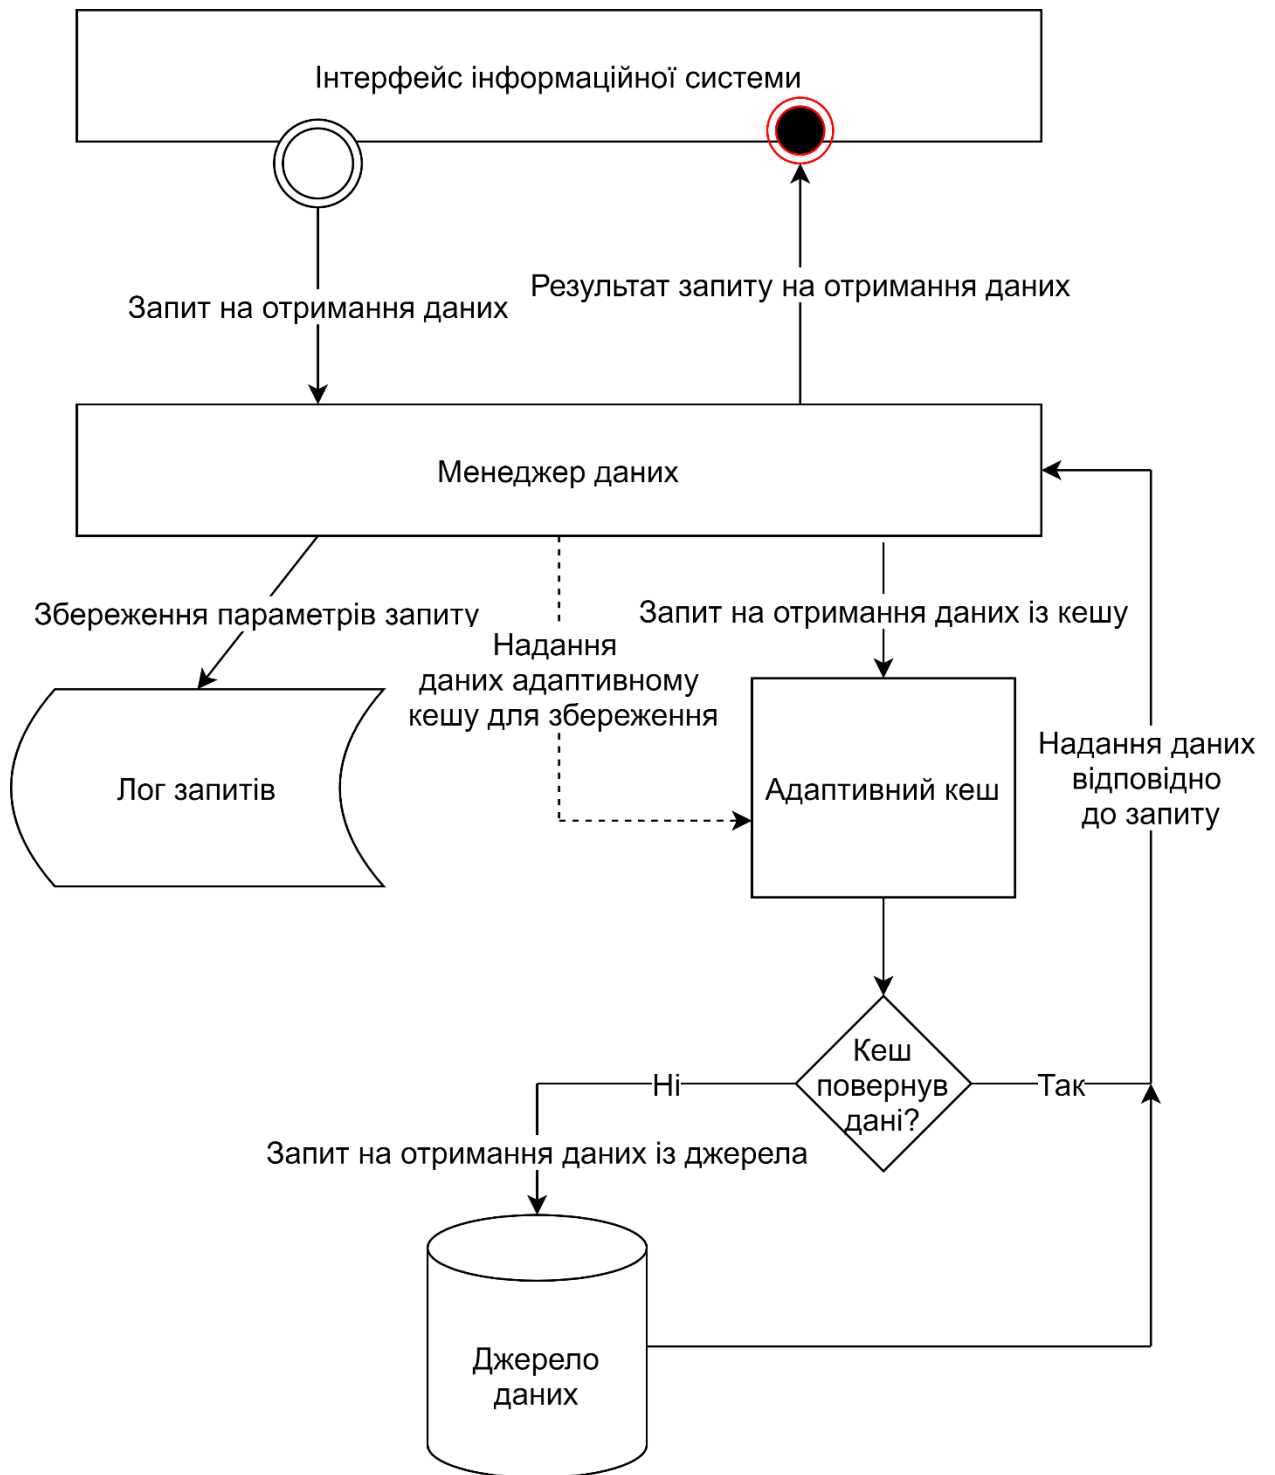 Інтерфейс інформаційної системи
Запит на отримання даних
Результат запиту на отримання даних
Менеджер даних
Збереження параметрів запиту
Надання
даних адаптивному
кешу для збереження
Запит на отримання даних із кешу
Лог запитів
Адаптивний кеш
Надання даних
відповідно
до запиту
Кеш
повернув
дані?
Ні
Так
Запит на отримання даних із джерела
Джерело
даних